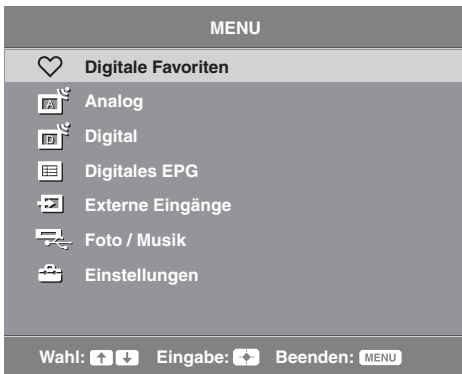 MENU
Digitale Favoriten
Analog
Digital
Digitales EPG
Externe Eingänge
Foto / Musik
Einstellungen
Wahl: ↑ ↓ Eingabe: Beenden: MENU